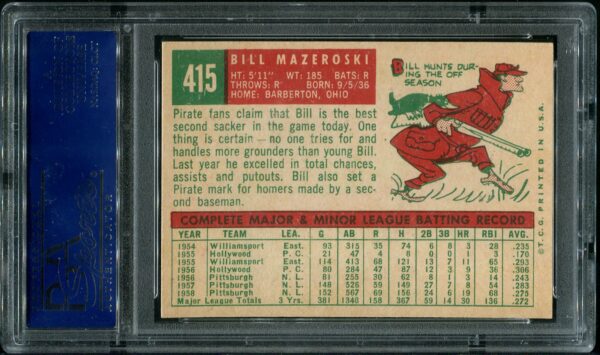 415
BILL MAZEROSKI
HT: 5'11" WT: 185 BATS: R
THROWS: R BORN: 9/5/36
HOME: BARBERTON, OHIO
Pirate fans claim that Bill is the best
second sacker in the game today. One
thing is certain — no one tries for and
handles more grounders than young Bill.
Last year he excelled in total chances,
assists and putouts. Bill also set a
Pirate mark for homers made by a sec-
ond baseman.
BILL HUNTS DUR-
ING THE OFF
SEASON
COMPLETE MAJOR & MINOR LEAGUE BATTING RECORD
YEAR TEAM LEA. G AB R H 2B 3B HR RBI AVG.
1954 Williamsport East. 93 315 35 74 6 8 3 28 .235
1955 Hollywood P. C. 21 47 2 8 1 0 0 3 .170
1955 Williamsport East. 114 413 68 121 13 7 11 65 .293
1956 Hollywood P. C. 80 284 36 87 13 2 9 36 .306
1956 Pittsburgh N. L. 81 255 30 62 8 1 3 14 .243
1957 Pittsburgh N. L. 148 526 59 149 27 7 8 54 .283
1958 Pittsburgh N. L. 152 567 69 156 24 6 19 68 .275
Major League Totals 3 Yrs. 381 1340 158 367 59 14 30 136 .272
© T.C.G. PRINTED IN U.S.A.